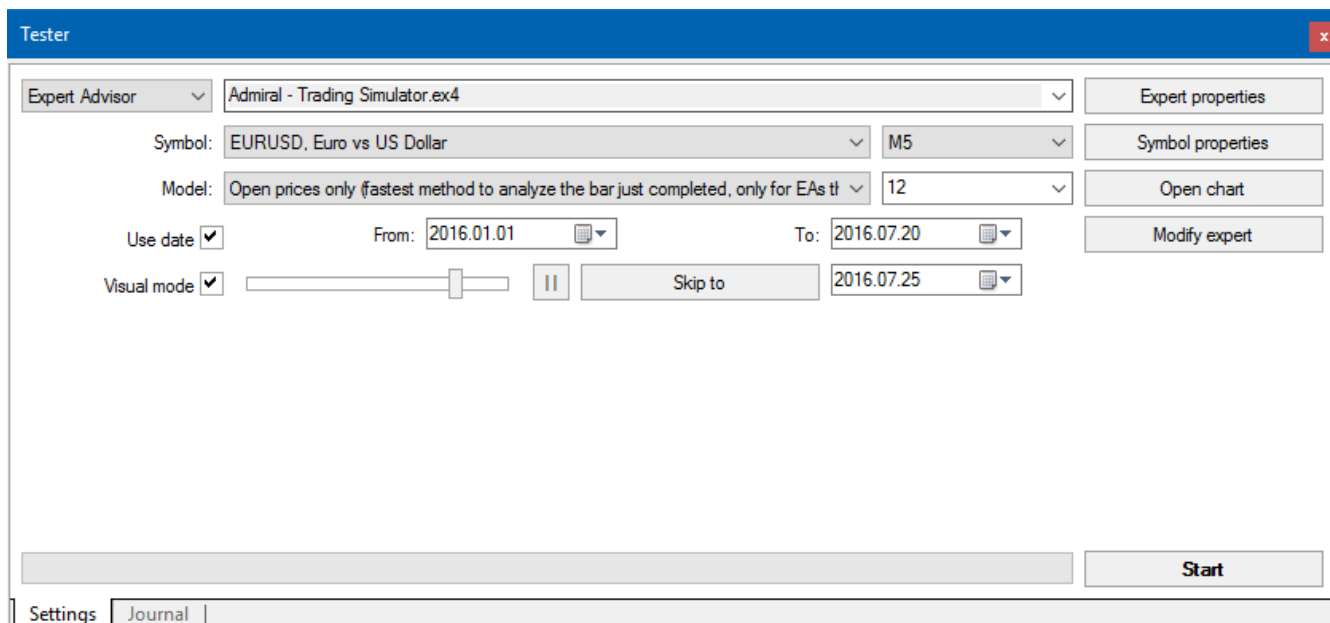 Tester x
Expert Advisor Admiral - Trading Simulator.ex4 Expert properties
Symbol: EURUSD, Euro vs US Dollar M5 Symbol properties
Model: Open prices only (fastest method to analyze the bar just completed, only for EAs 12 Open chart
Use date From: 2016.01.01 To: 2016.07.20 Modify expert
Visual mode Skip to 2016.07.25
Start
Settings Journal